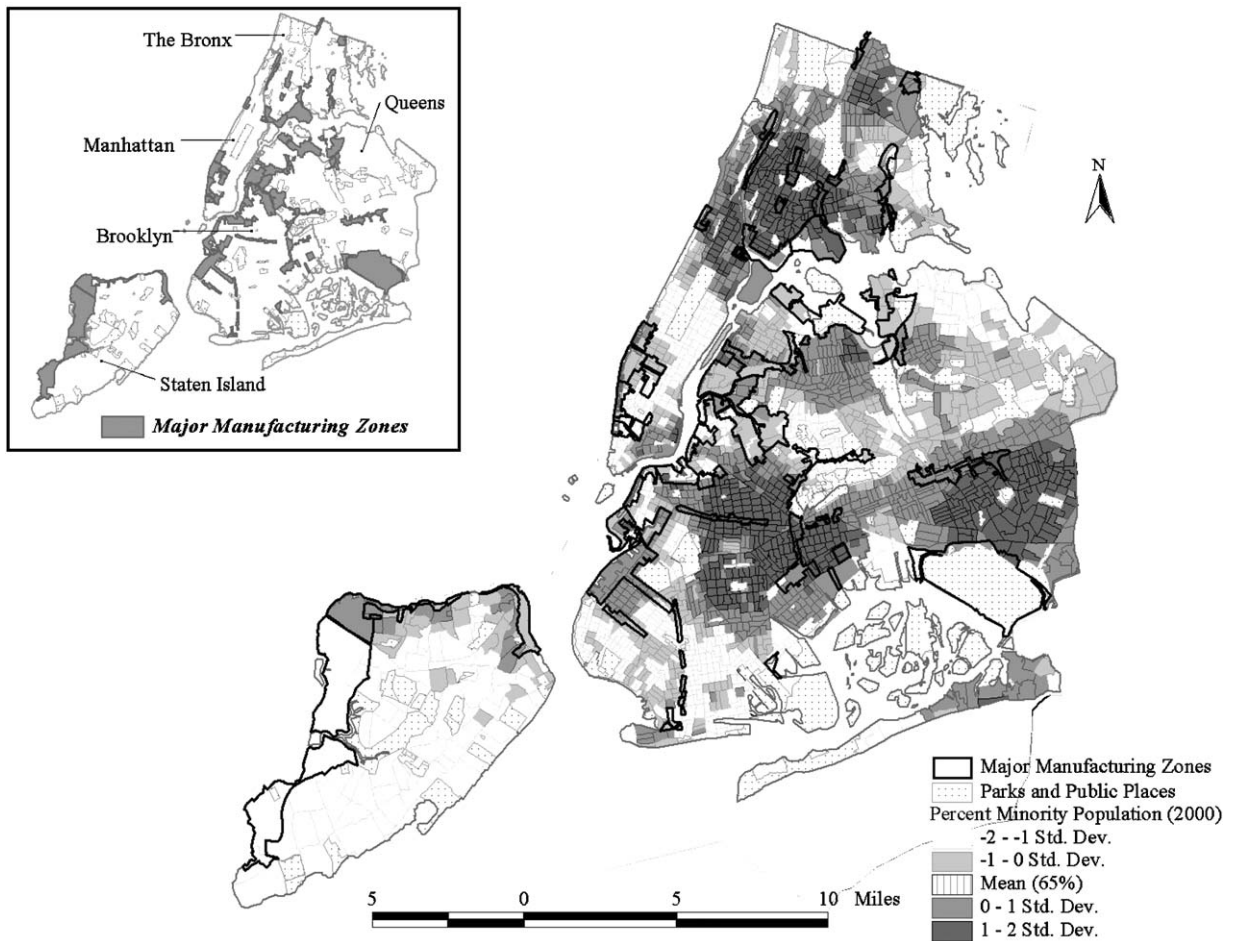 The Bronx
Queens
Manhattan
Brooklyn
Staten Island
Major Manufacturing Zones
N
Major Manufacturing Zones
Parks and Public Places
Percent Minority Population (2000)
-2 - -1 Std. Dev.
-1 - 0 Std. Dev.
Mean (65%)
0 - 1 Std. Dev.
1 - 2 Std. Dev.
5 0 5 10 Miles